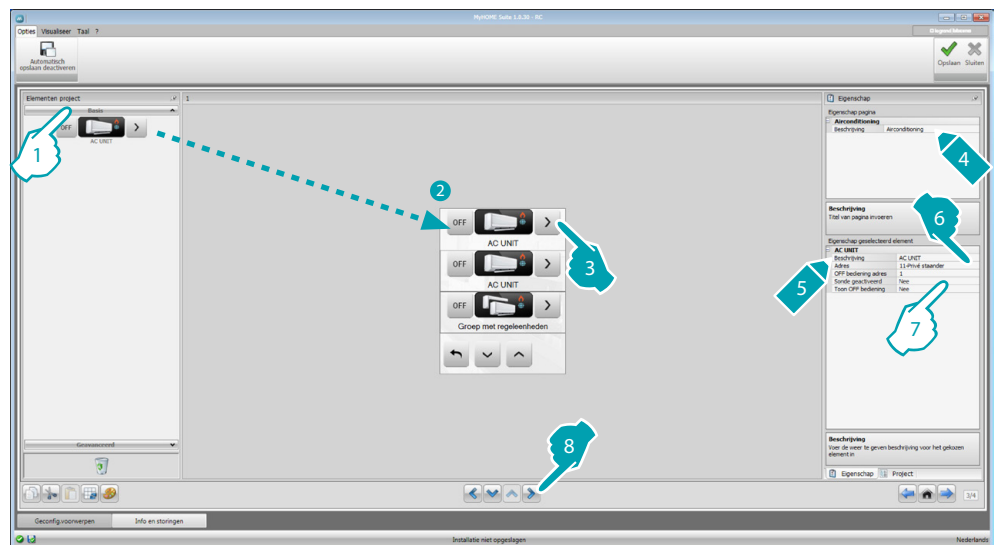 MyHOME Suite 1.0.30 - RC
Opties Visualiseer Taal ?
Automatisch
opslaan deactiveren
Opslaan Sluiten
Elementen project
Basis
OFF
AC UNIT
1
1
2
OFF
AC UNIT
3
OFF
AC UNIT
OFF
Groep met regeleenheden
Eigenschap
Eigenschap pagina
Airconditioning
Beschrijving Airconditioning
4
Beschrijving
Titel van pagina invoeren
6
Eigenschap geselecteerd element
AC UNIT
Beschrijving AC UNIT
Adres 11-Privé staander
OFF bediening adres 1
Sonde geactiveerd Nee
Toon OFF bediening Nee
5
7
Geavanceerd
8
Beschrijving
Voer de weer te geven beschrijving voor het gekozen
element in
Eigenschap Project
3/4
Geconfig.voorwerpen Info en storingen
Installatie niet opgeslagen
Nederlands